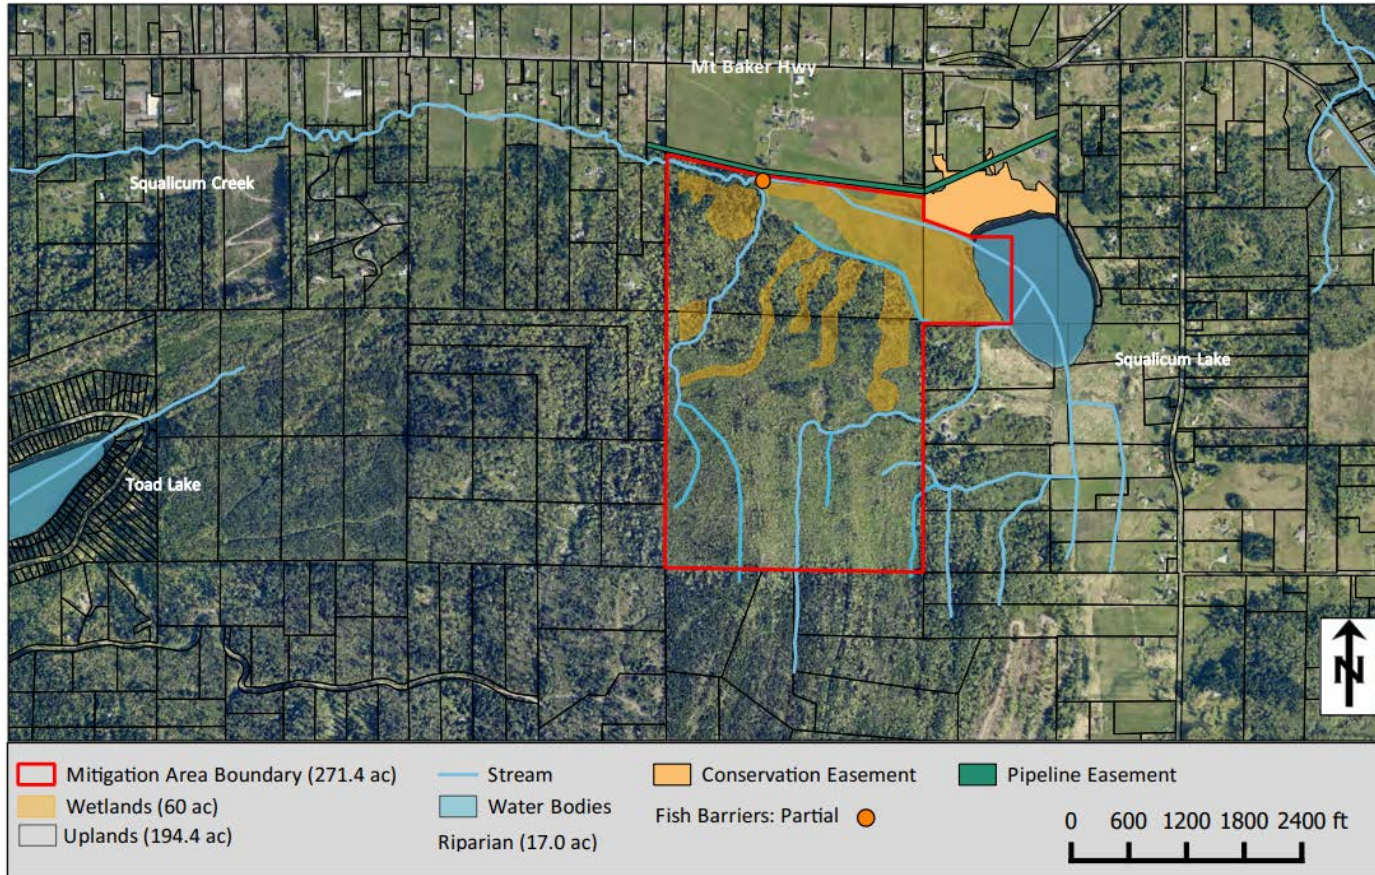 Mt Baker Hwy
Squalicum Creek
Squalicum Lake
Toad Lake
N
Mitigation Area Boundary (271.4 ac)
Wetlands (60 ac)
Uplands (194.4 ac)
Stream
Water Bodies
Riparian (17.0 ac)
Conservation Easement
Fish Barriers: Partial
Pipeline Easement
0 600 1200 1800 2400 ft